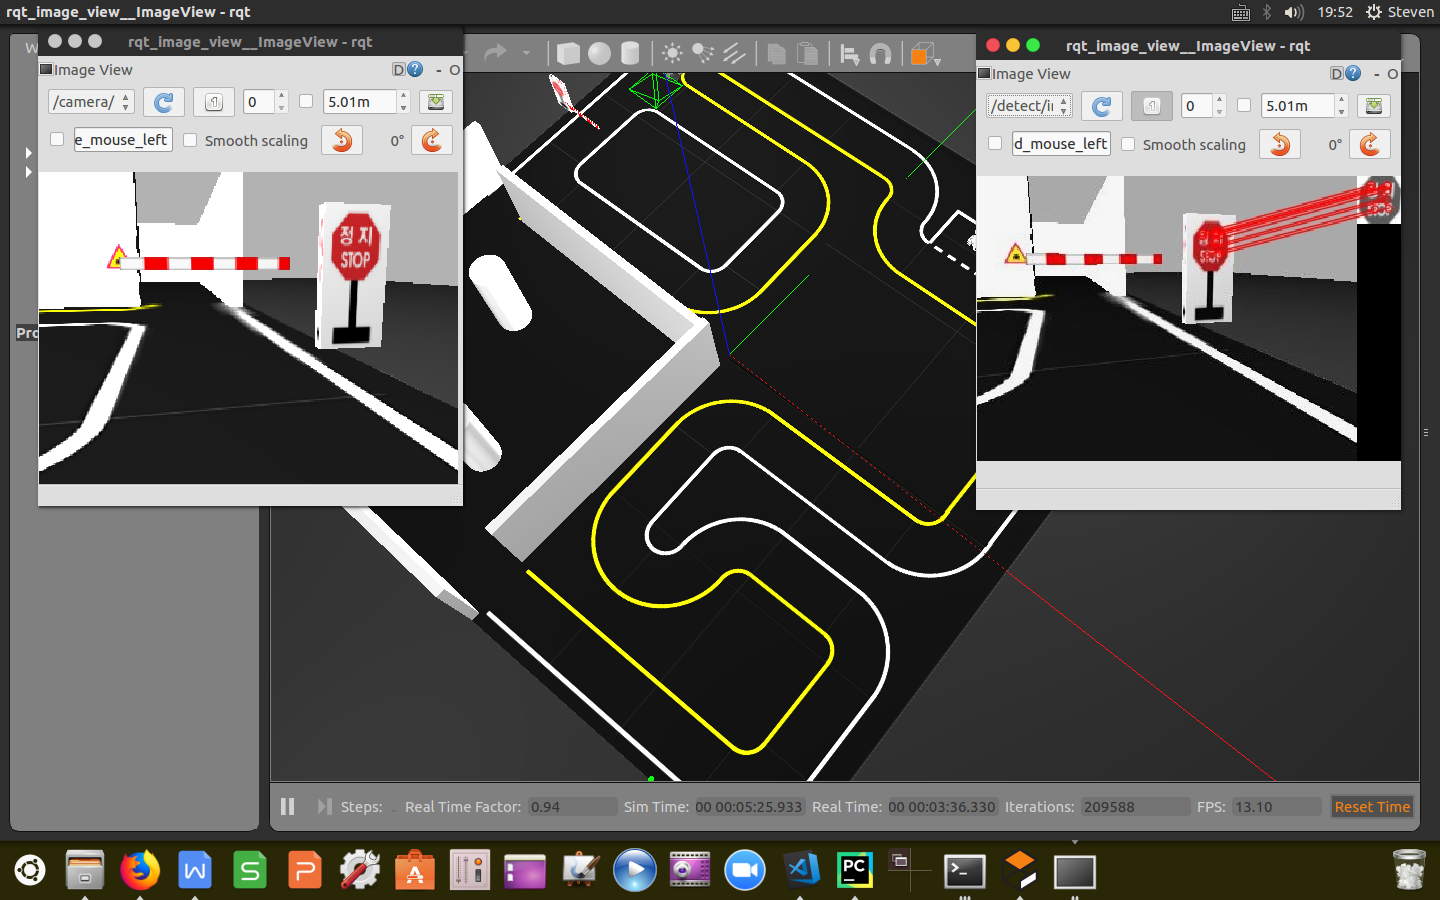 rqt_image_view__ImageView - rqt
19:52
Steven
W
rqt_image_view__ImageView - rqt
Image View
D
- O
/camera/
1
0
5.01m
e_mouse_left
Smooth scaling
0°
정지
STOP
Pro
rqt_image_view__ImageView - rqt
Image View
D
- O
/detect/i
1
0
5.01m
d_mouse_left
Smooth scaling
0°
Steps:
Real Time Factor: 0.94
Sim Time: 00 00:05:25.933
Real Time: 00 00:03:36.330
Iterations: 209588
FPS: 13.10
Reset Time
W
S
P
A
PC